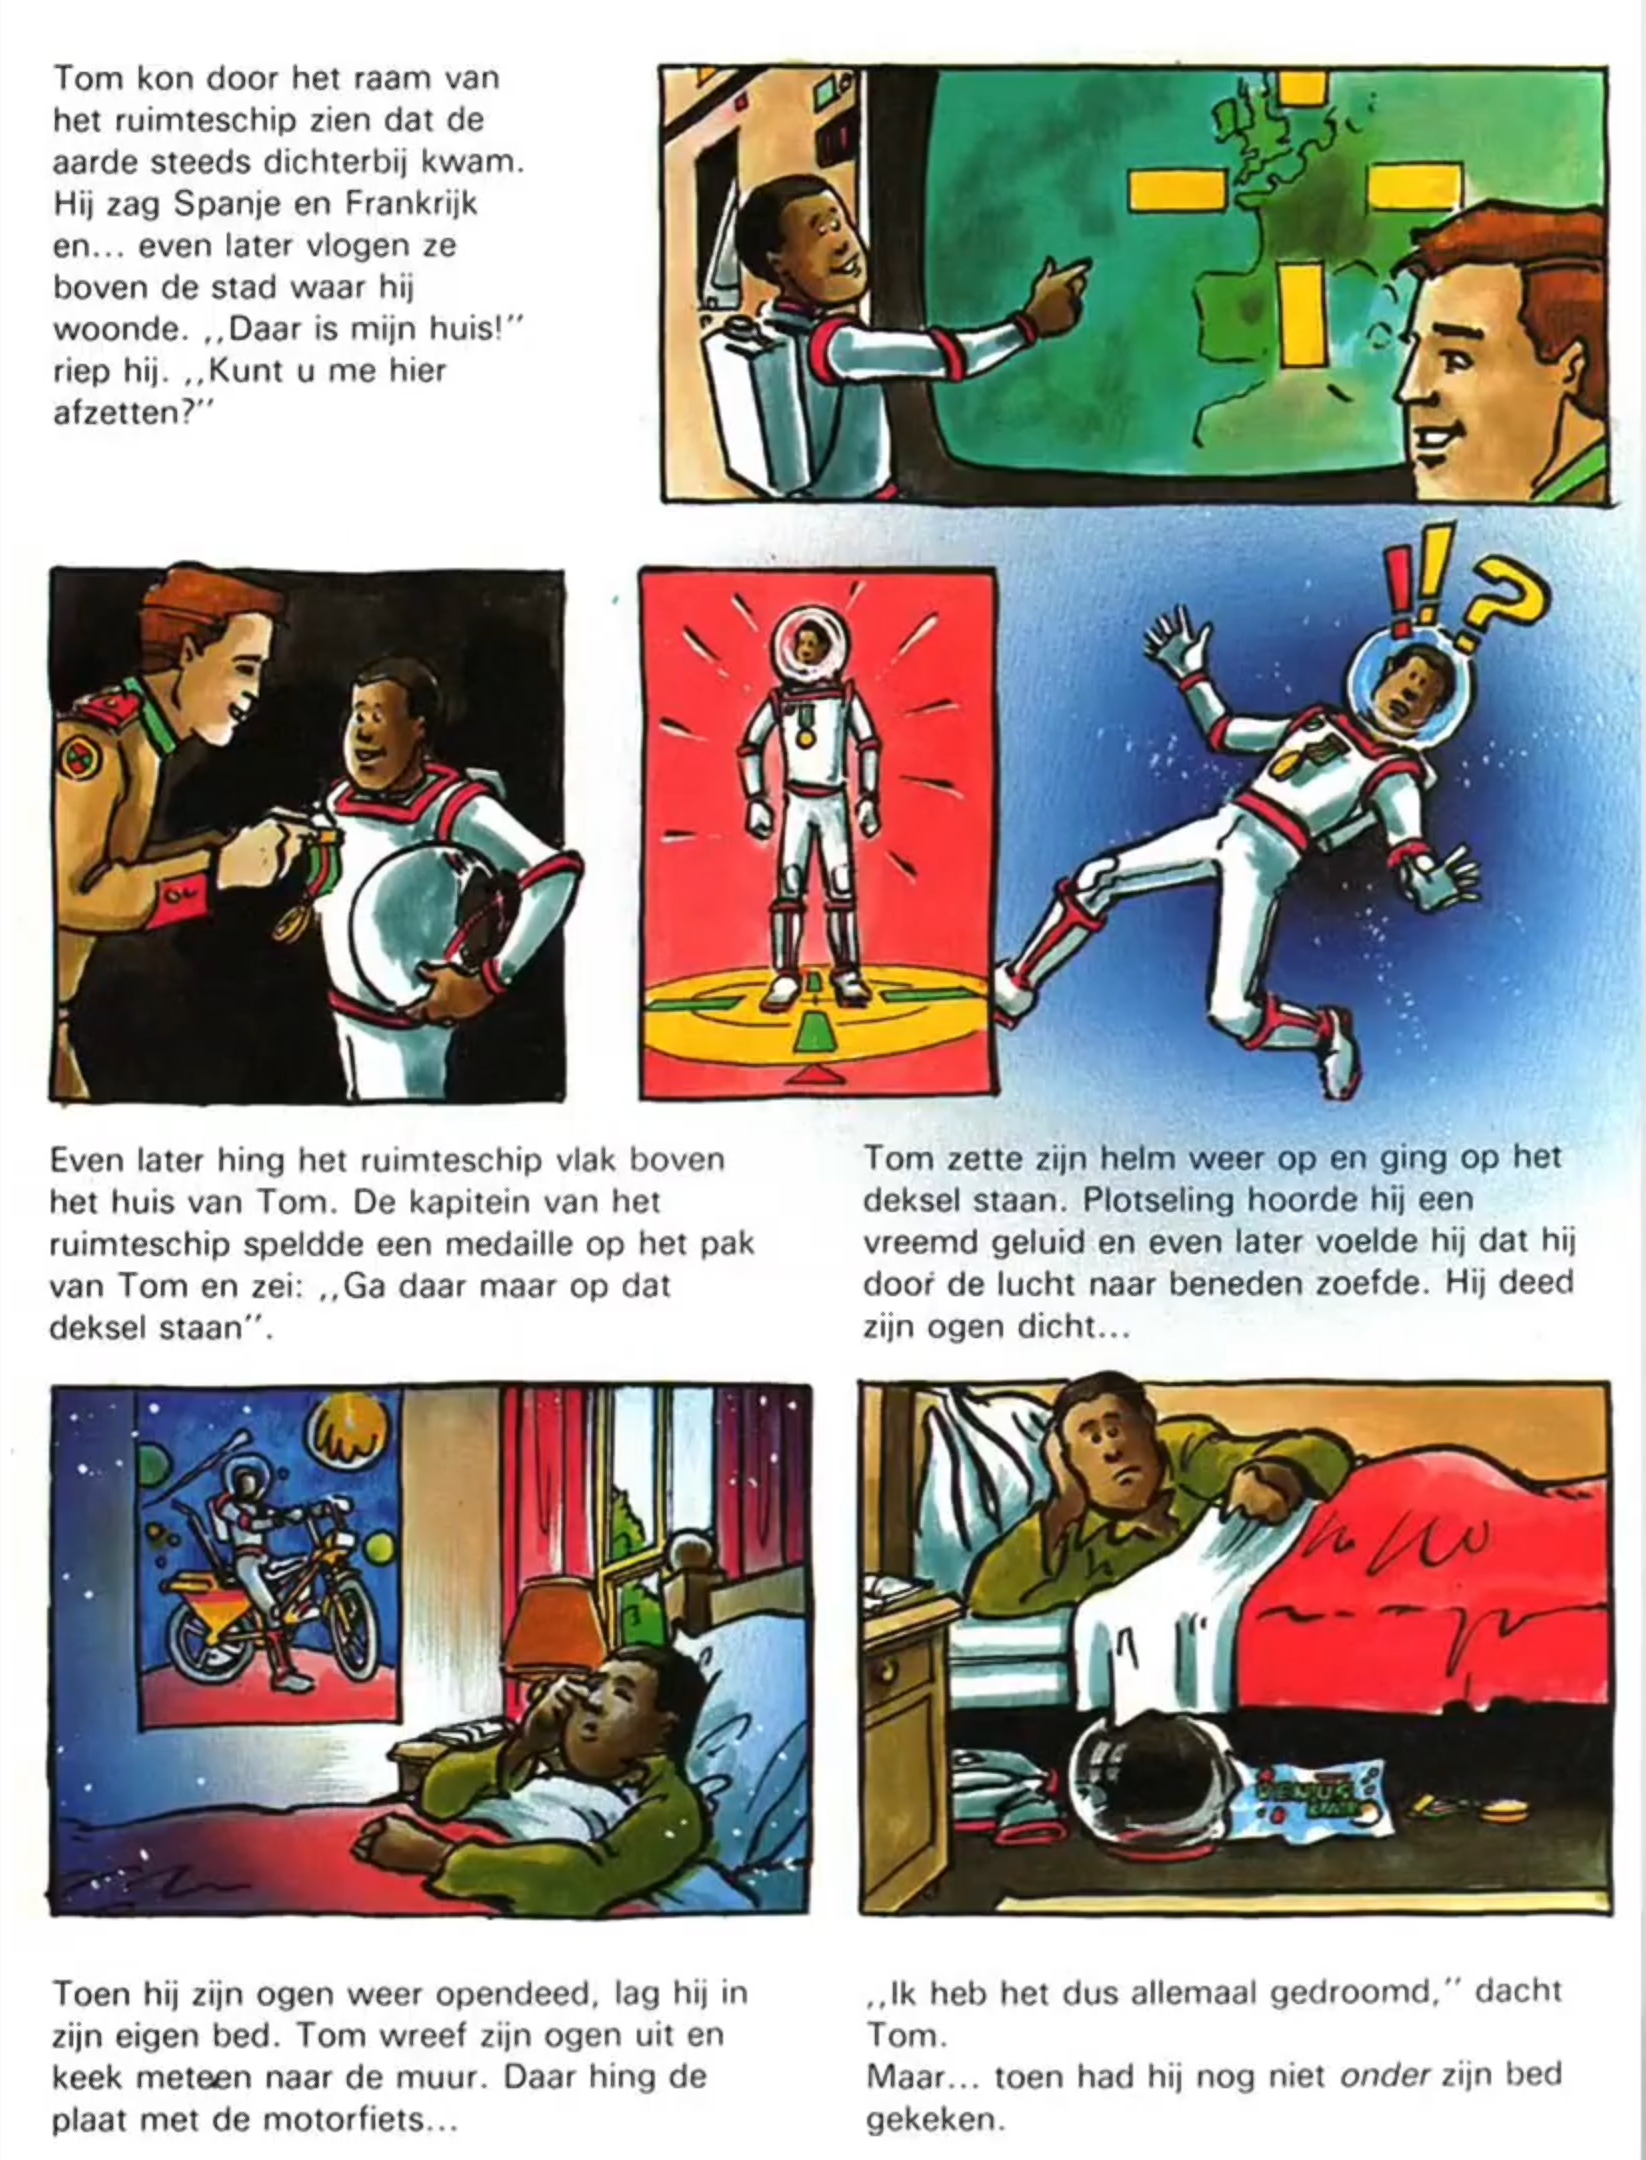 Tom kon door het raam van
het ruimteschip zien dat de
aarde steeds dichterbij kwam.
Hij zag Spanje en Frankrijk
en... even later vlogen ze
boven de stad waar hij
woonde. ,,Daar is mijn huis!”
riep hij. ,,Kunt u me hier
afzetten?”
!!?
Even later hing het ruimteschip vlak boven
het huis van Tom. De kapitein van het
ruimteschip speldde een medaille op het pak
van Tom en zei: ,,Ga daar maar op dat
deksel staan”.
Tom zette zijn helm weer op en ging op het
deksel staan. Plotseling hoorde hij een
vreemd geluid en even later voelde hij dat hij
door de lucht naar beneden zoefde. Hij deed
zijn ogen dicht...
VENUS
BAR
Toen hij zijn ogen weer opendeed, lag hij in
zijn eigen bed. Tom wreef zijn ogen uit en
keek meteen naar de muur. Daar hing de
plaat met de motorfiets...
,,Ik heb het dus allemaal gedroomd,” dacht
Tom.
Maar... toen had hij nog niet onder zijn bed
gekeken.